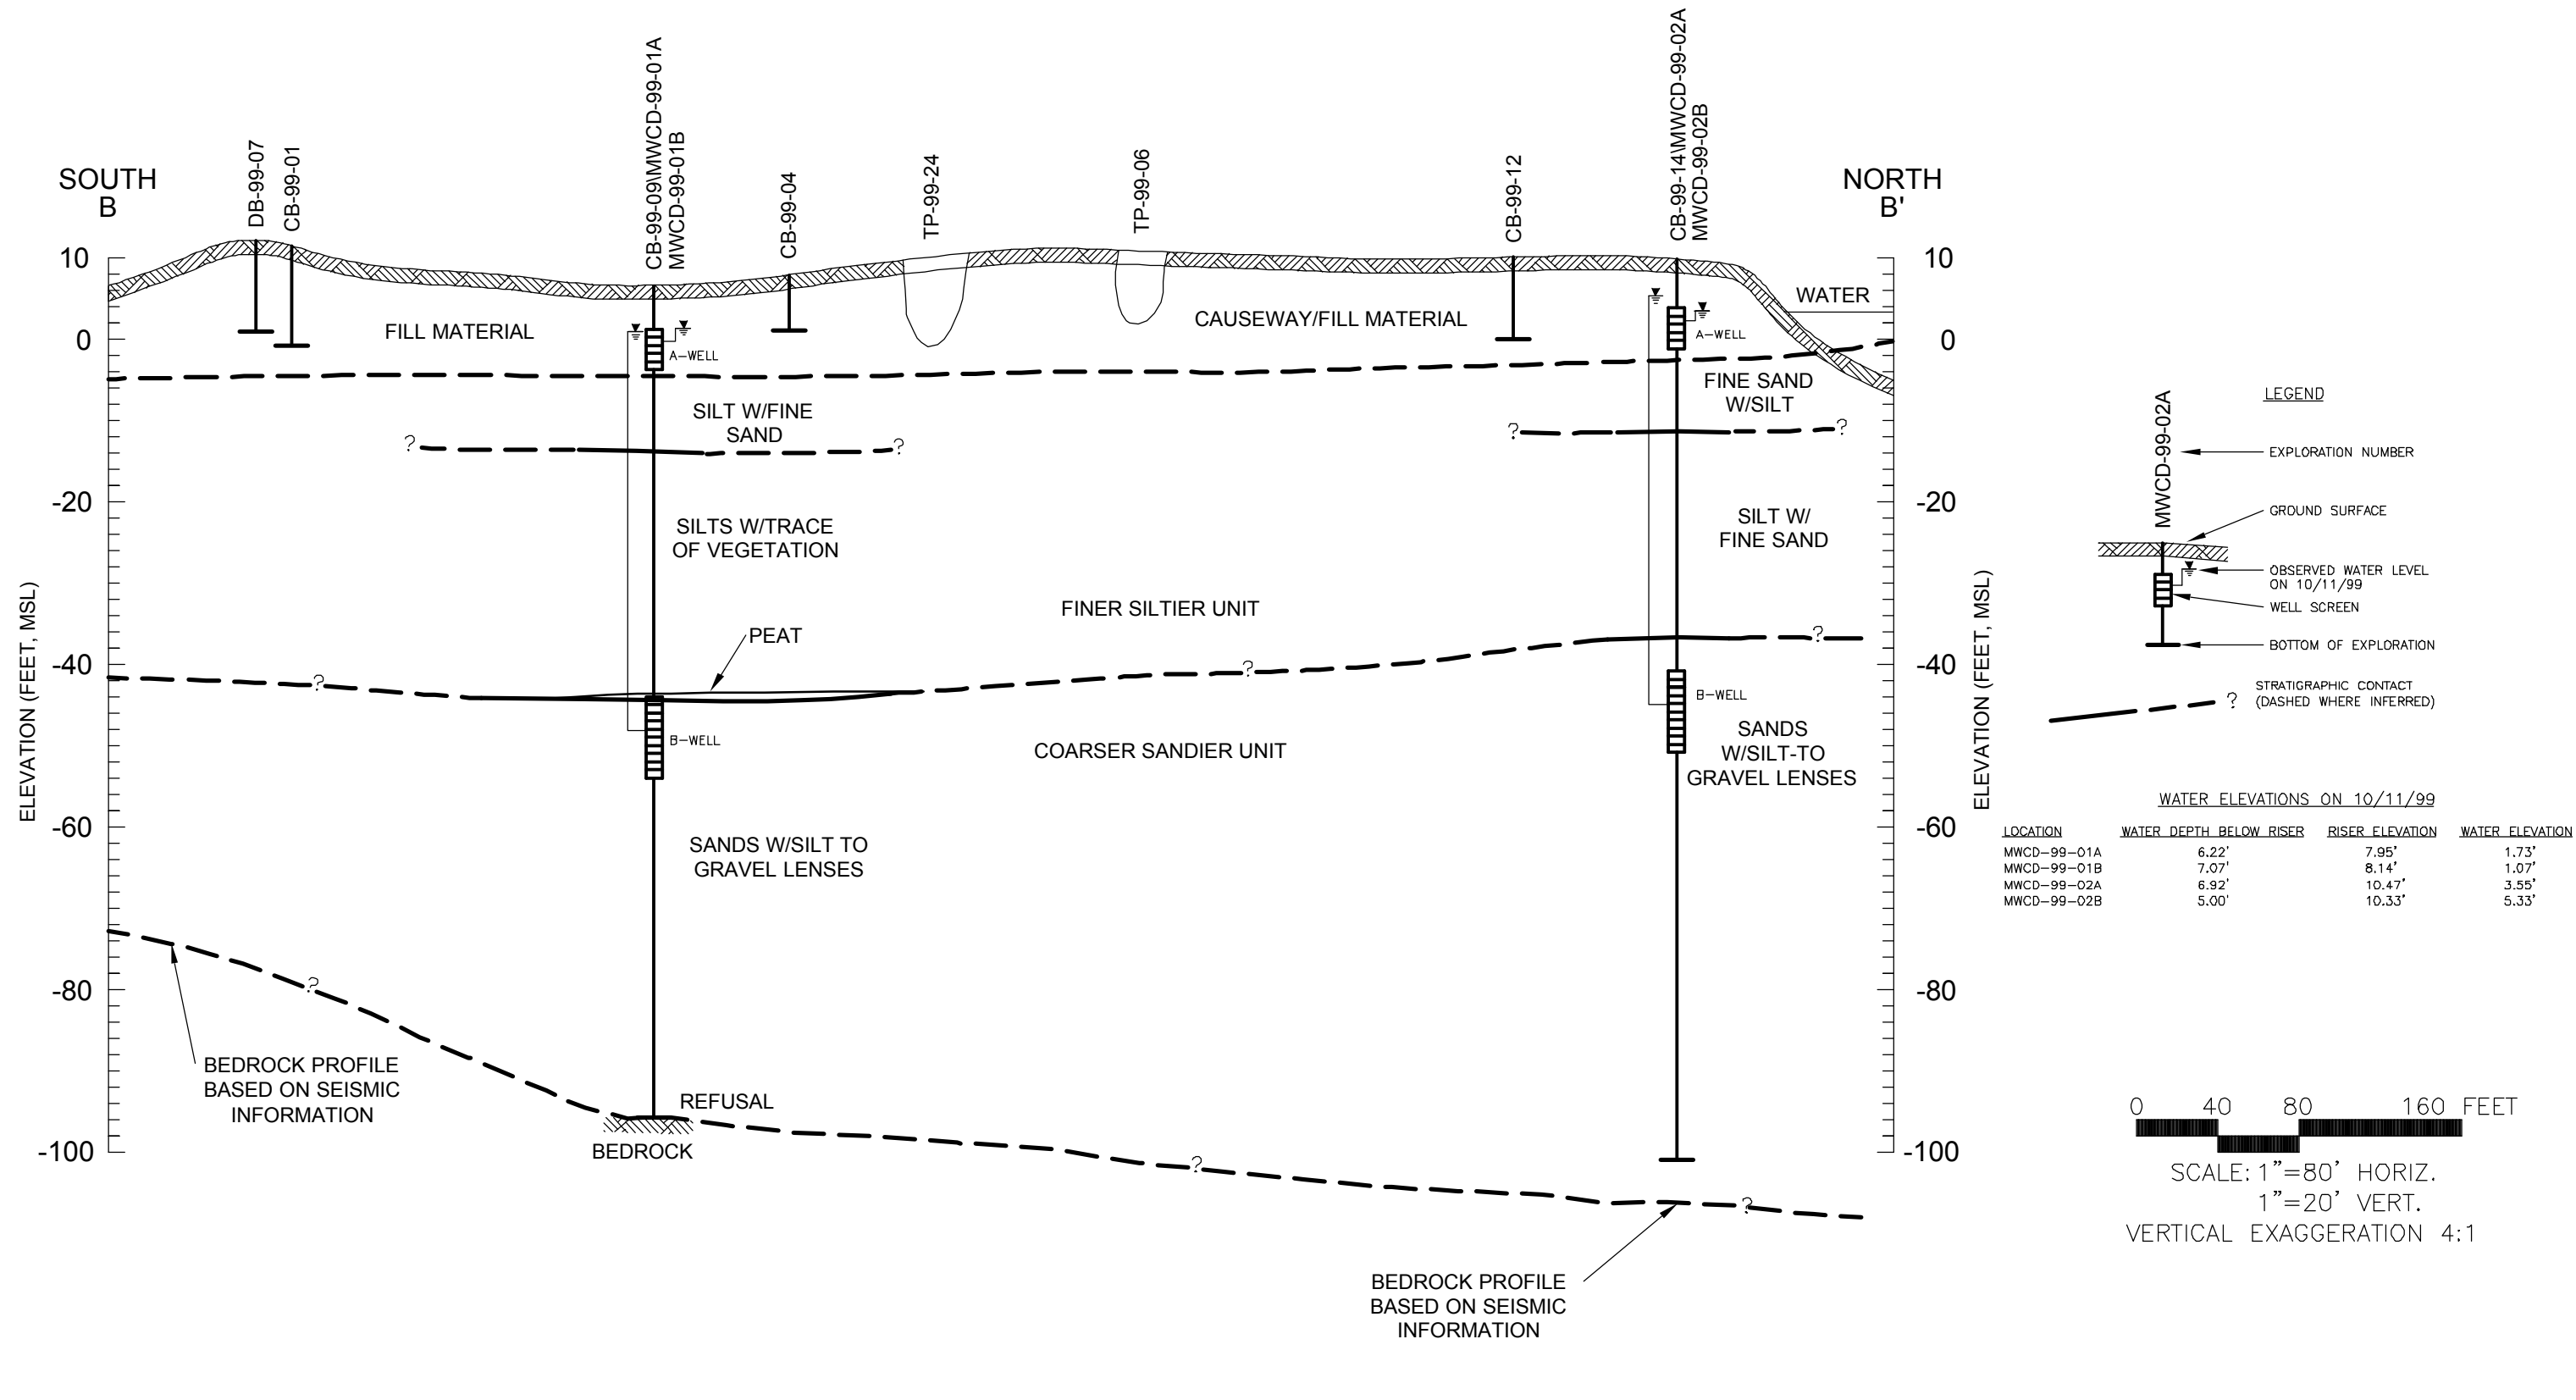 CB-99-14\MWCD-99-02A
MWCD-99-02B
CB-99-09\MWCD-99-01A
MWCD-99-01B
DB-99-07
CB-99-01
CB-99-04
TP-99-24
TP-99-06
CB-99-12
SOUTH
B
NORTH
B'
10
0
-20
-40
-60
-80
-100
ELEVATION (FEET, MSL)
FILL MATERIAL
A-WELL
CAUSEWAY/FILL MATERIAL
A-WELL
WATER
SILT W/FINE
SAND
FINE SAND
W/SILT
?
?
?
?
SILTS W/TRACE
OF VEGETATION
SILT W/
FINE SAND
FINER SILTIER UNIT
PEAT
?
?
?
B-WELL
B-WELL
COARSER SANDIER UNIT
SANDS
W/SILT-TO
GRAVEL LENSES
SANDS W/SILT TO
GRAVEL LENSES
?
BEDROCK PROFILE
BASED ON SEISMIC
INFORMATION
REFUSAL
BEDROCK
?
?
BEDROCK PROFILE
BASED ON SEISMIC
INFORMATION
10
0
-20
-40
-60
-80
-100
ELEVATION (FEET, MSL)
LEGEND
MWCD-99-02A
EXPLORATION NUMBER
GROUND SURFACE
OBSERVED WATER LEVEL
ON 10/11/99
WELL SCREEN
BOTTOM OF EXPLORATION
?
STRATIGRAPHIC CONTACT
(DASHED WHERE INFERRED)
WATER ELEVATIONS ON 10/11/99
LOCATION WATER DEPTH BELOW RISER RISER ELEVATION WATER ELEVATION
MWCD-99-01A 6.22' 7.95' 1.73'
MWCD-99-01B 7.07' 8.14' 1.07'
MWCD-99-02A 6.92' 10.47' 3.55'
MWCD-99-02B 5.00' 10.33' 5.33'
0 40 80 160 FEET
SCALE: 1"=80' HORIZ.
1"=20' VERT.
VERTICAL EXAGGERATION 4:1